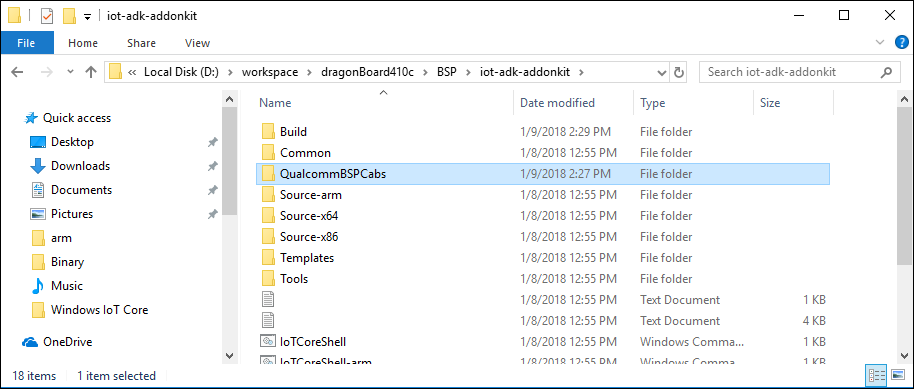 iot-adk-addonkit
File Home Share View
Local Disk (D:) workspace dragonBoard410c BSP iot-adk-addonkit Search iot-adk-addonkit
Quick access
Desktop
Downloads
Documents
Pictures
arm
Binary
Music
Windows IoT Core
OneDrive
Name Date modified Type Size
Build 1/9/2018 2:29 PM File folder
Common 1/8/2018 12:55 PM File folder
QualcommBSPCabs 1/9/2018 2:27 PM File folder
Source-arm 1/8/2018 12:55 PM File folder
Source-x64 1/8/2018 12:55 PM File folder
Source-x86 1/8/2018 12:55 PM File folder
Templates 1/8/2018 12:55 PM File folder
Tools 1/8/2018 12:55 PM File folder
1/8/2018 12:55 PM Text Document 1 KB
1/8/2018 12:55 PM Text Document 4 KB
IoTCoreShell 1/8/2018 12:55 PM Windows Comma... 1 KB
IoTCoreShell-arm 1/8/2018 12:55 PM Windows Comma... 1 KB
18 items 1 item selected